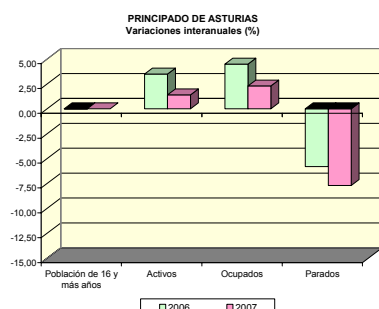 PRINCIPADO DE ASTURIAS
Variaciones interanuales (%)
5,00
2,50
0,00
-2,50
-5,00
-7,50
-10,00
-12,50
-15,00
Población de 16 y
más años
Activos
Ocupados
Parados
2006
2007